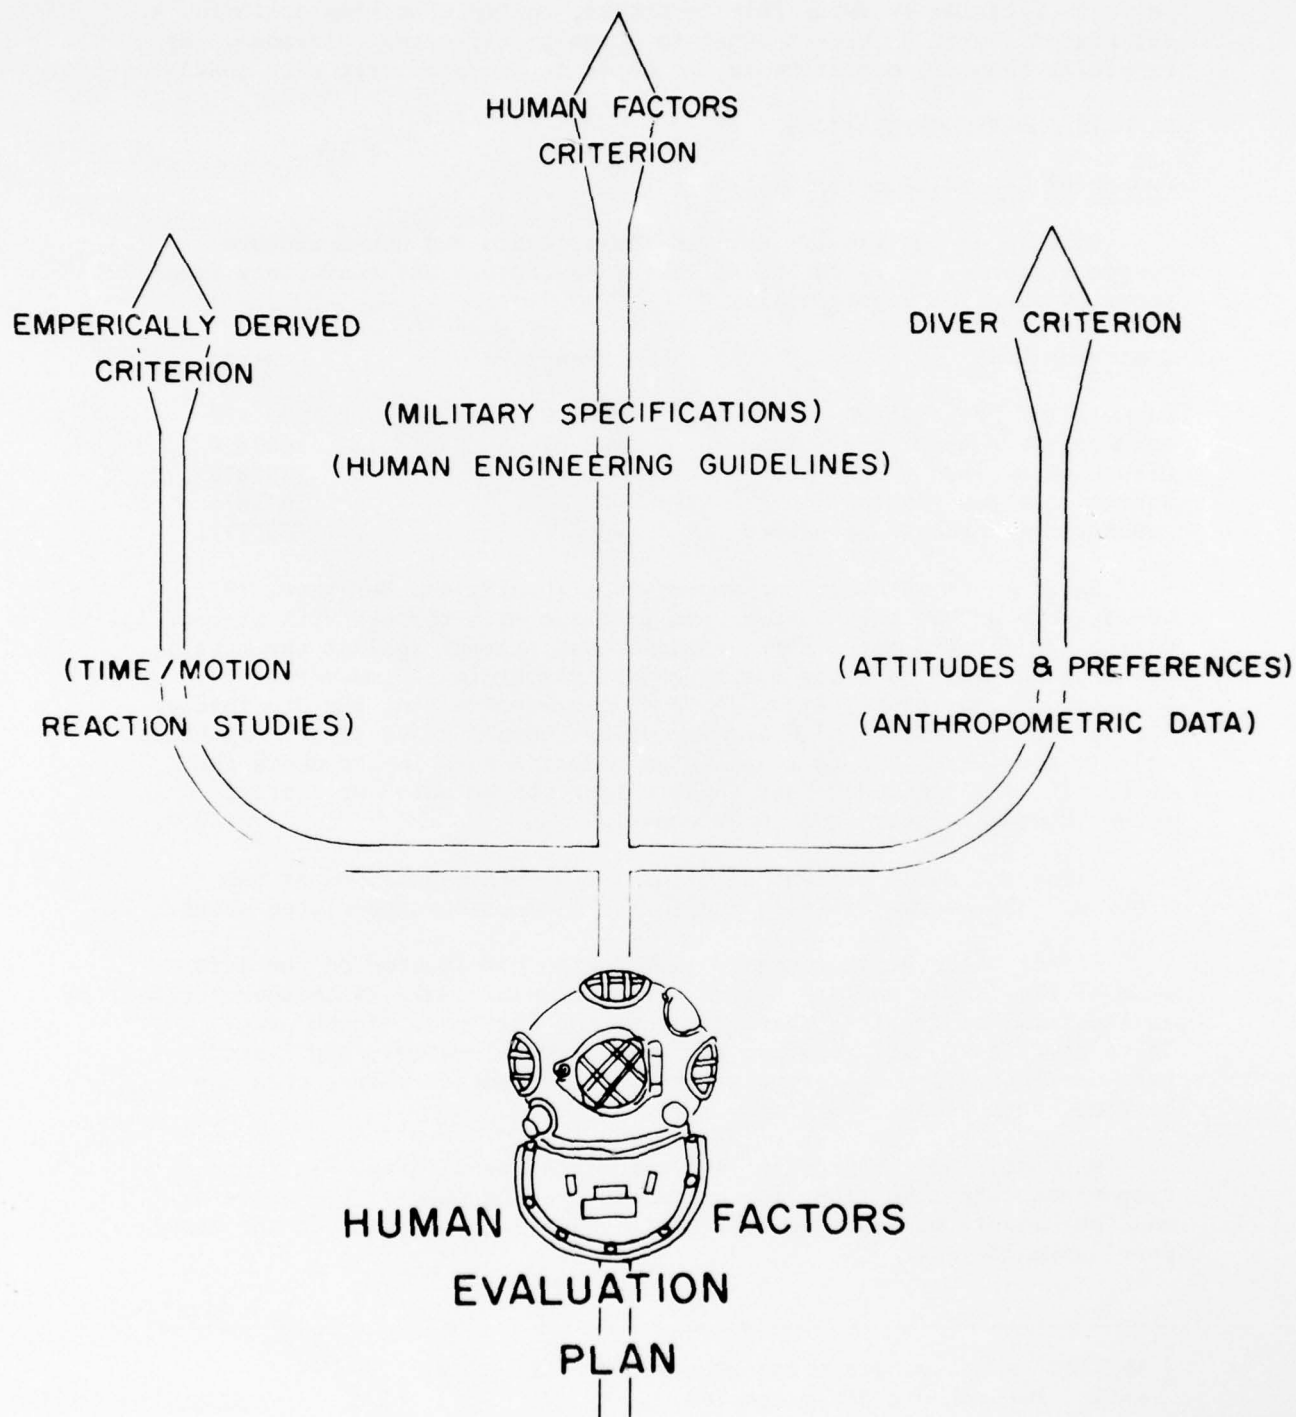 HUMAN FACTORS
CRITERION
EMPERICALLY DERIVED
CRITERION
DIVER CRITERION
(MILITARY SPECIFICATIONS)
(HUMAN ENGINEERING GUIDELINES)
(TIME/MOTION
REACTION STUDIES)
(ATTITUDES & PREFERENCES)
(ANTHROPOMETRIC DATA)
HUMAN FACTORS
EVALUATION
PLAN